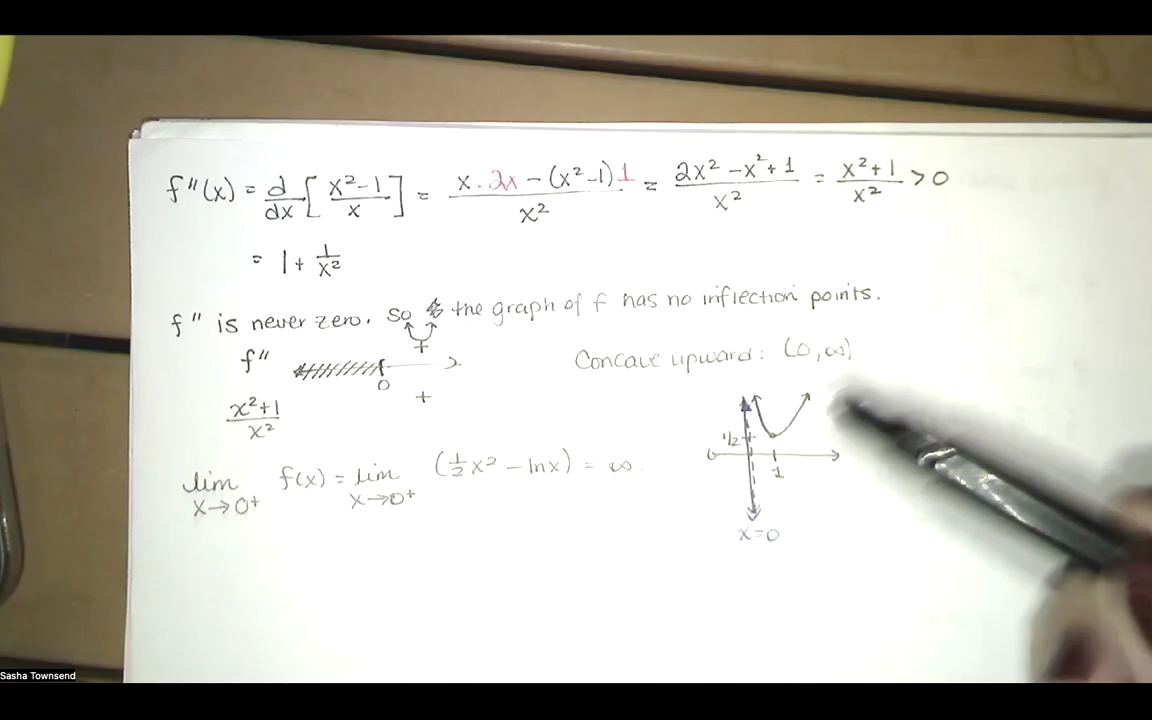 f''(x) = d/dx [ x²-1 / x ] = x · 2x - (x²-1)1 / x² = 2x² - x² + 1 / x² = x²+1 / x² > 0
= 1 + 1/x²
f'' is never zero. So the graph of f has no inflection points.
f'' 0 + +
x²+1 / x²
Concave upward: (0, ∞)
lim x→0⁺ f(x) = lim x→0⁺ (½x² - lnx) = ∞.
1/2
1
x=0
Sasha Townsend